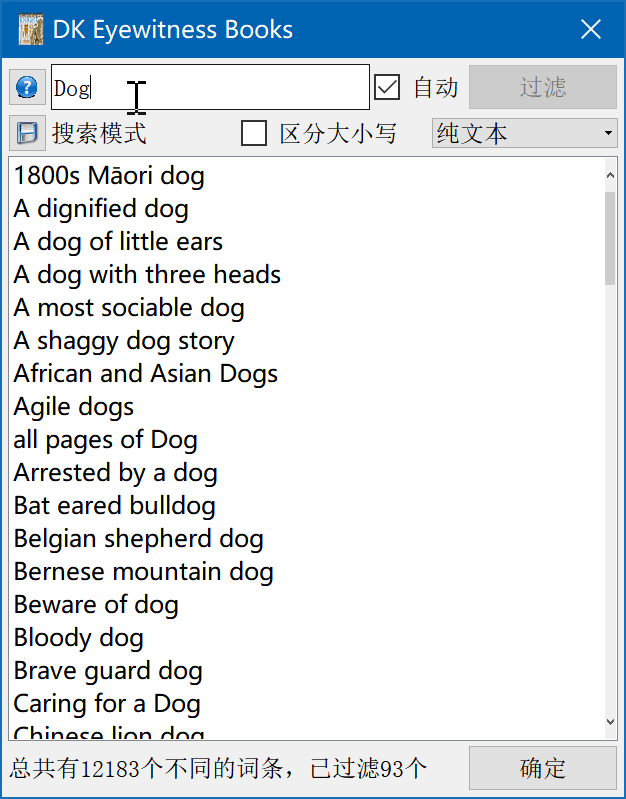 DK Eyewitness Books
Dog
自动
过滤
搜索模式
区分大小写
纯文本
1800s Māori dog
A dignified dog
A dog of little ears
A dog with three heads
A most sociable dog
A shaggy dog story
African and Asian Dogs
Agile dogs
all pages of Dog
Arrested by a dog
Bat eared bulldog
Belgian shepherd dog
Bernese mountain dog
Beware of dog
Bloody dog
Brave guard dog
Caring for a Dog
Chinese lion dog
总共有12183个不同的词条，已过滤93个
确定